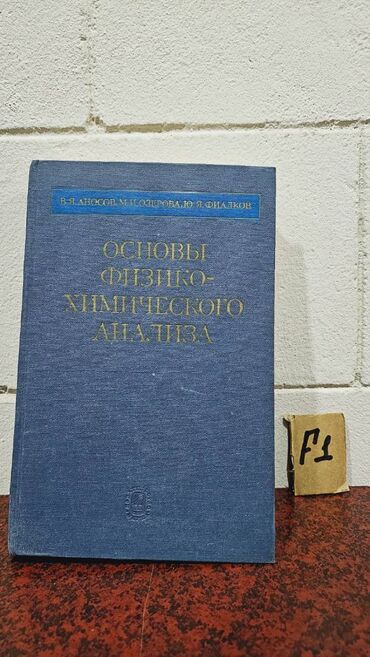 В. Я. АНОСОВ, М. И. ОЗЕРОВА, Ю. Я. ФИАЛКОВ
ОСНОВЫ
ФИЗИКО-
ХИМИЧЕСКОГО
АНАЛИЗА
F1